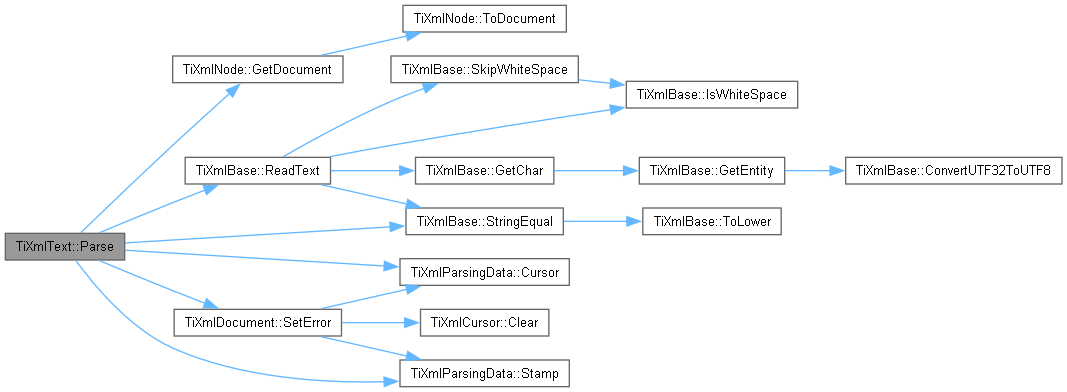 TiXmlNode::ToDocument
TiXmlNode::GetDocument
TiXmlBase::SkipWhiteSpace
TiXmlBase::IsWhiteSpace
TiXmlBase::ReadText
TiXmlBase::GetChar
TiXmlBase::GetEntity
TiXmlBase::ConvertUTF32ToUTF8
TiXmlBase::StringEqual
TiXmlBase::ToLower
TiXmlText::Parse
TiXmlParsingData::Cursor
TiXmlDocument::SetError
TiXmlCursor::Clear
TiXmlParsingData::Stamp